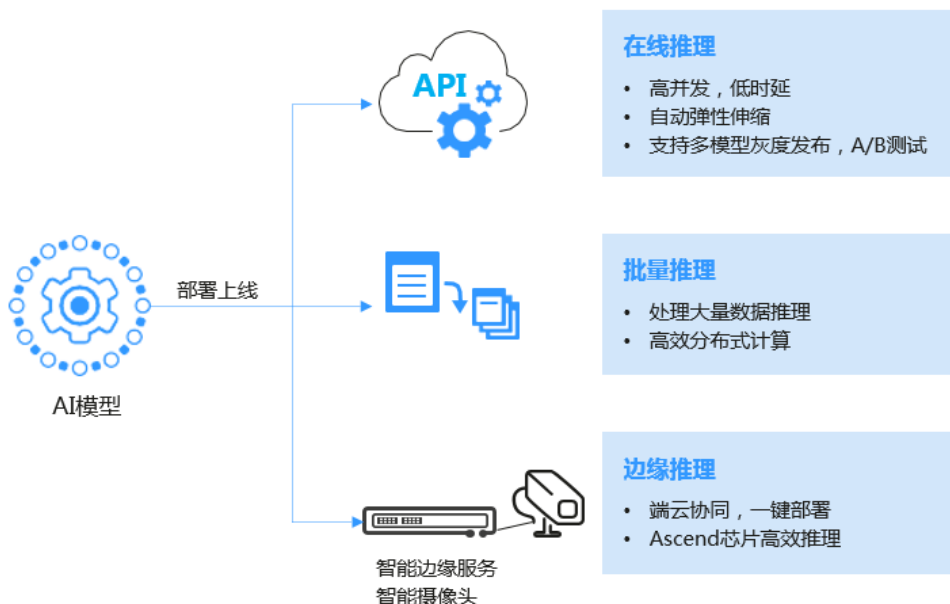 API
在线推理
• 高并发，低时延
• 自动弹性伸缩
• 支持多模型灰度发布，A/B测试
部署上线
AI模型
批量推理
• 处理大量数据推理
• 高效分布式计算
边缘推理
• 端云协同，一键部署
• Ascend芯片高效推理
智能边缘服务
智能摄像头